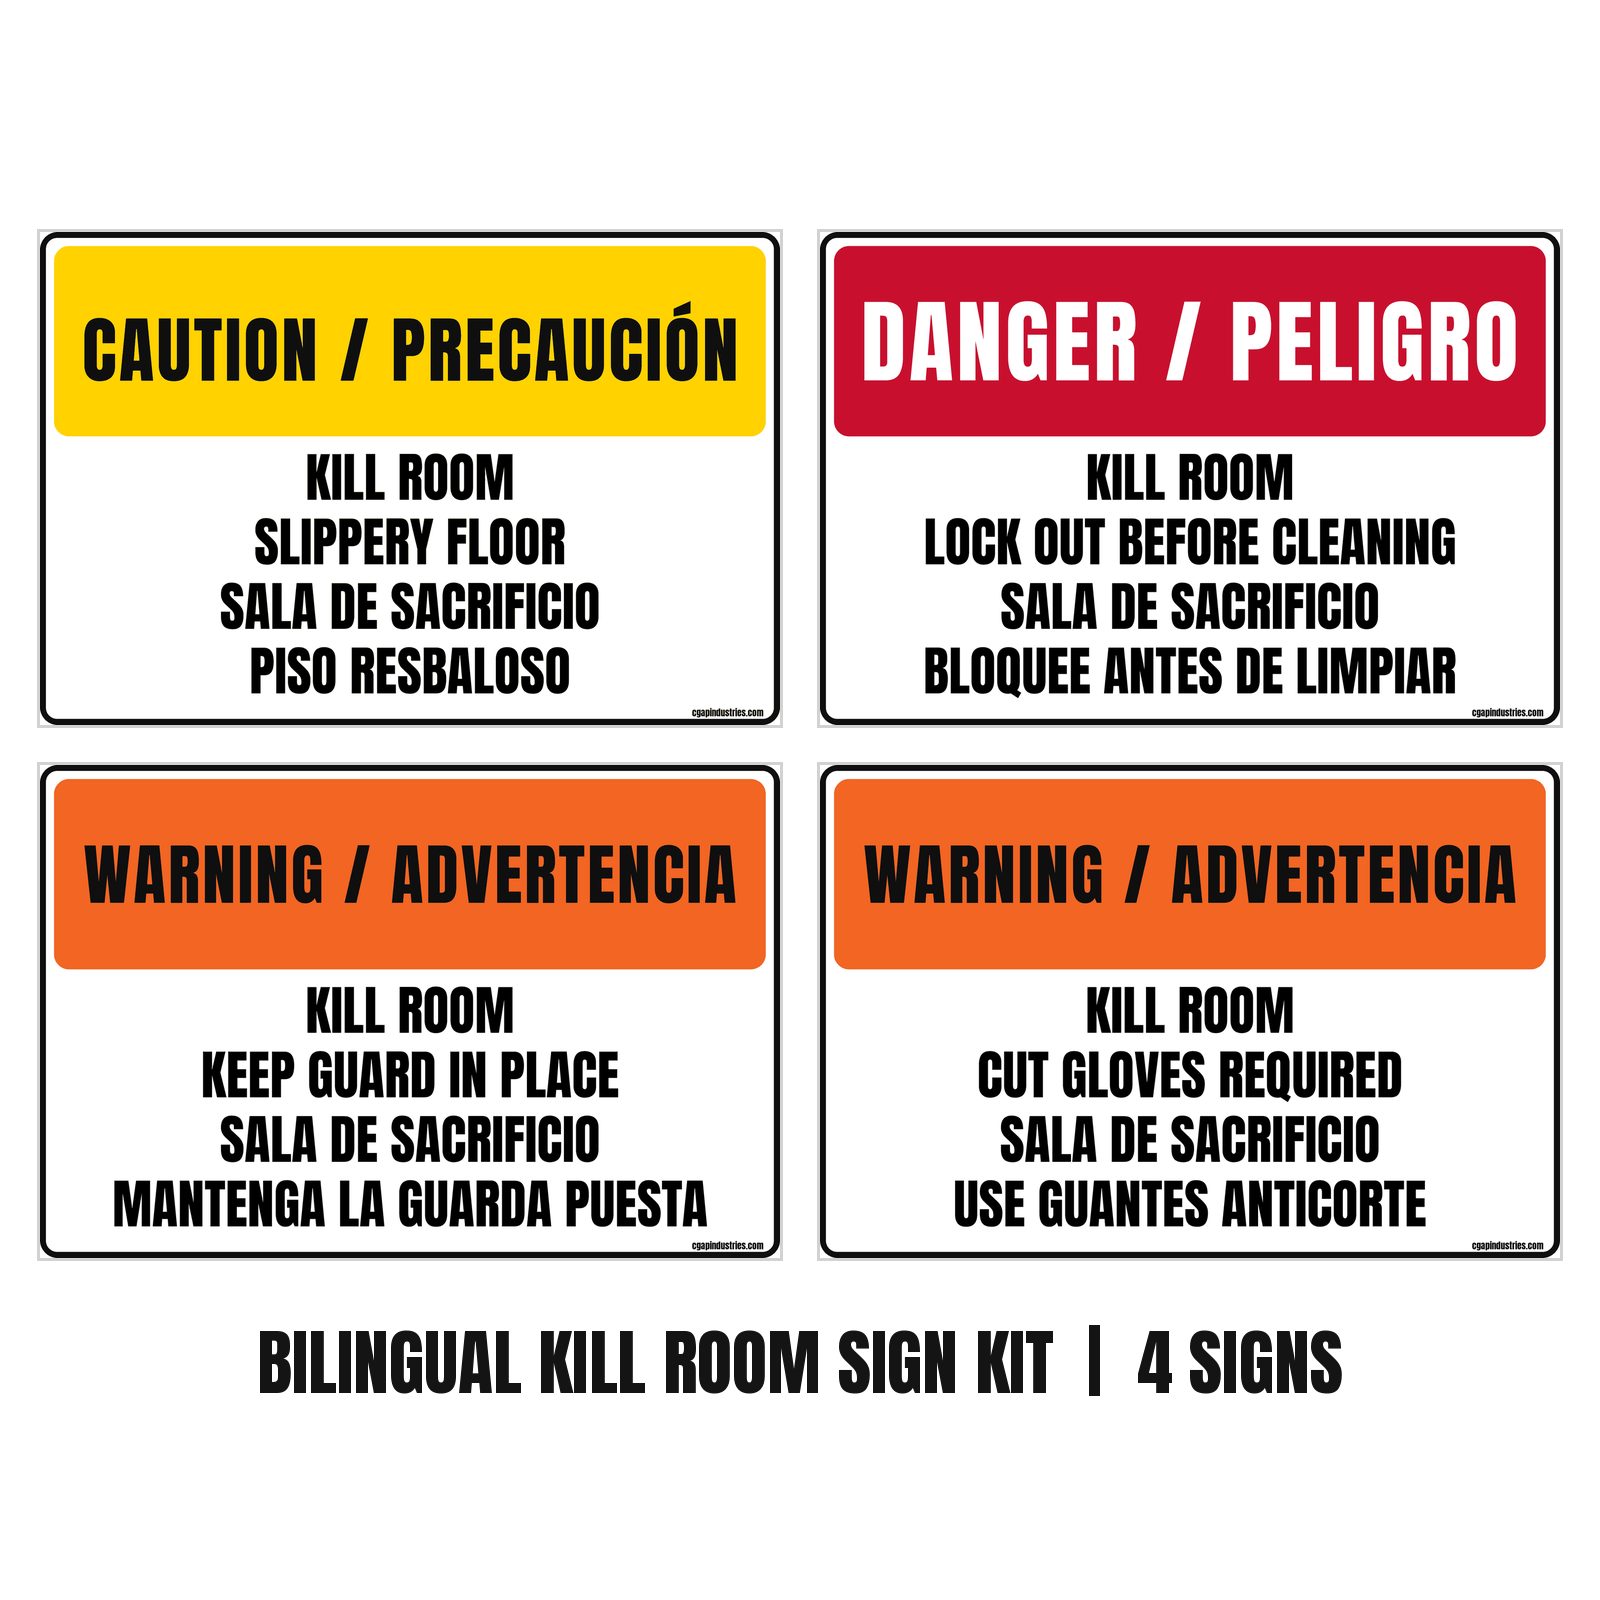 CAUTION / PRECAUCIÓN
KILL ROOM
SLIPPERY FLOOR
SALA DE SACRIFICIO
PISO RESBALOSO
cgapindustries.com
DANGER / PELIGRO
KILL ROOM
LOCK OUT BEFORE CLEANING
SALA DE SACRIFICIO
BLOQUEE ANTES DE LIMPIAR
cgapindustries.com
WARNING / ADVERTENCIA
KILL ROOM
KEEP GUARD IN PLACE
SALA DE SACRIFICIO
MANTENGA LA GUARDA PUESTA
cgapindustries.com
WARNING / ADVERTENCIA
KILL ROOM
CUT GLOVES REQUIRED
SALA DE SACRIFICIO
USE GUANTES ANTICORTE
cgapindustries.com
BILINGUAL KILL ROOM SIGN KIT | 4 SIGNS